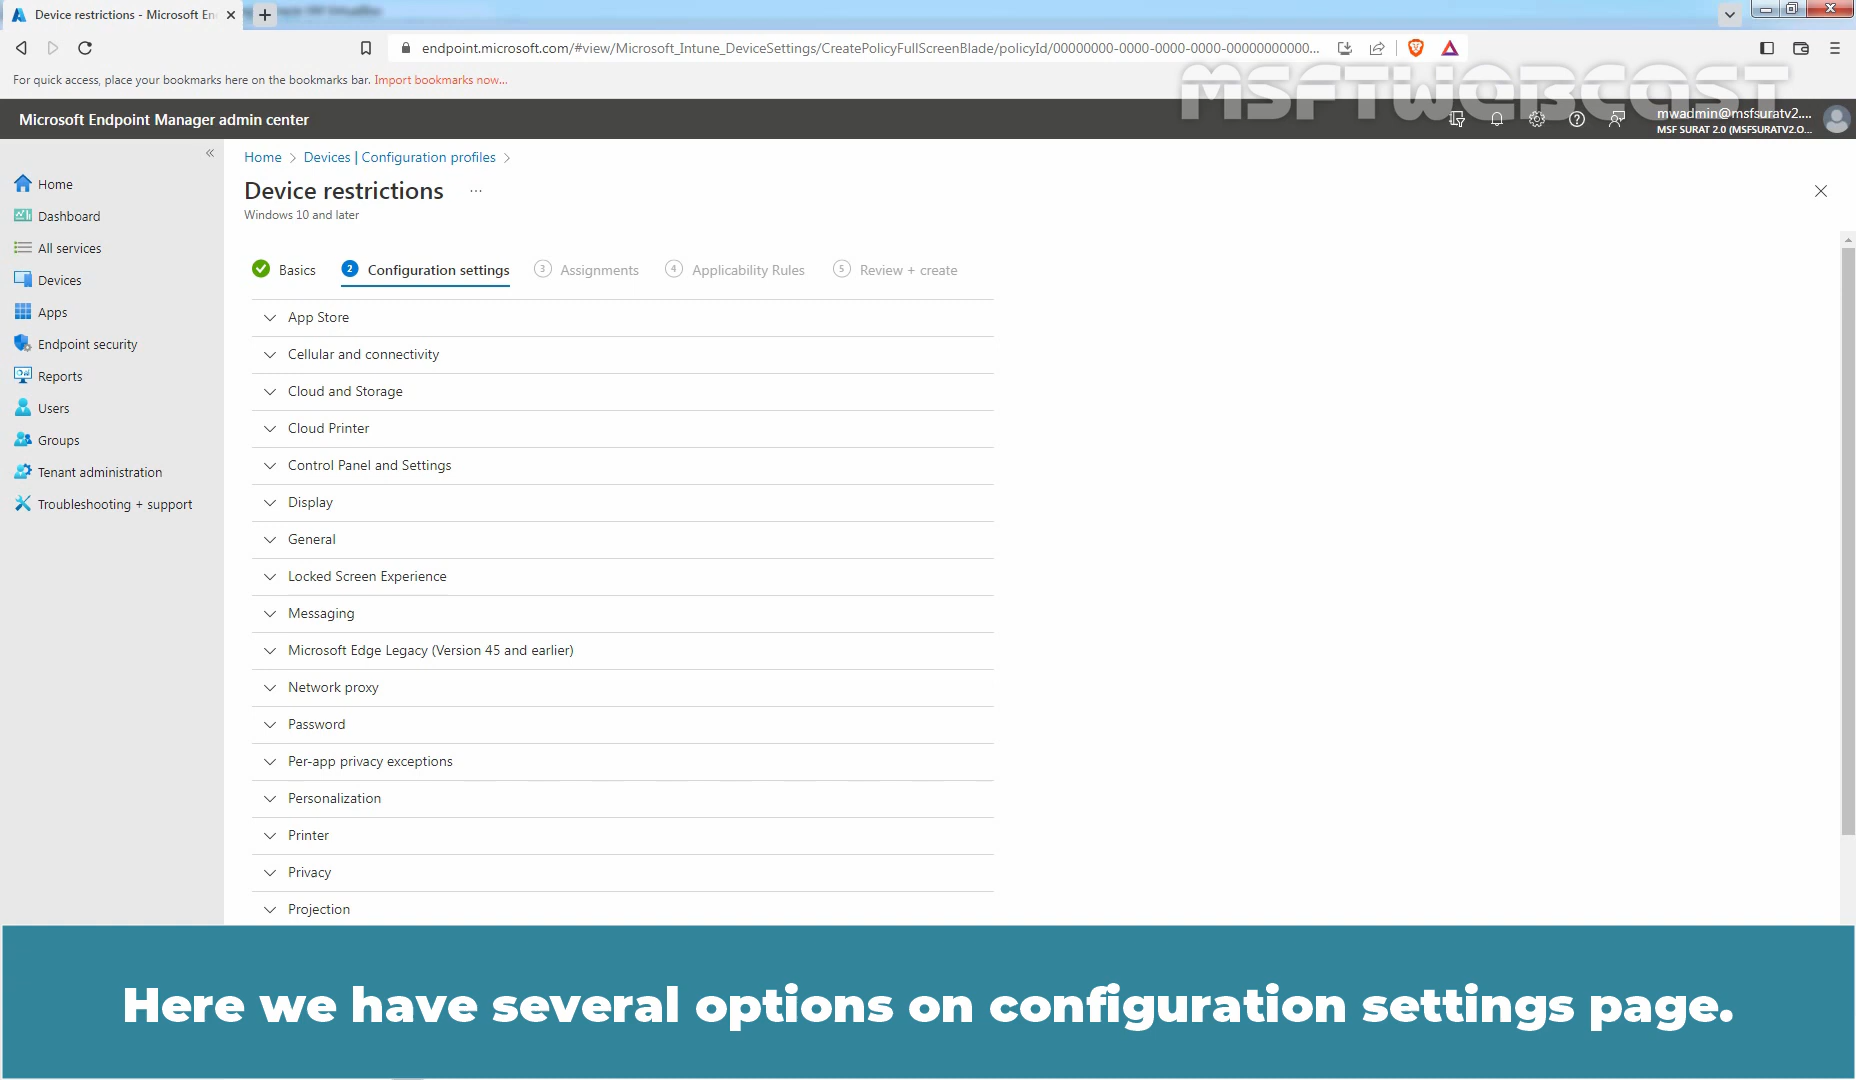 Device restrictions - Microsoft En
endpoint.microsoft.com/#view/Microsoft_Intune_DeviceSettings/CreatePolicyFullScreenBlade/policyId/00000000-0000-0000-0000-00000000000...
For quick access, place your bookmarks here on the bookmarks bar. Import bookmarks now...
MSFTWEBCAST
Microsoft Endpoint Manager admin center
mwadmin@msfsuratv2....
MSF SURAT 2.0 (MSFSURATV2.O...
Home
Dashboard
All services
Devices
Apps
Endpoint security
Reports
Users
Groups
Tenant administration
Troubleshooting + support
Home > Devices | Configuration profiles >
Device restrictions ...
Windows 10 and later
Basics 2 Configuration settings 3 Assignments 4 Applicability Rules 5 Review + create
App Store
Cellular and connectivity
Cloud and Storage
Cloud Printer
Control Panel and Settings
Display
General
Locked Screen Experience
Messaging
Microsoft Edge Legacy (Version 45 and earlier)
Network proxy
Password
Per-app privacy exceptions
Personalization
Printer
Privacy
Projection
Here we have several options on configuration settings page.